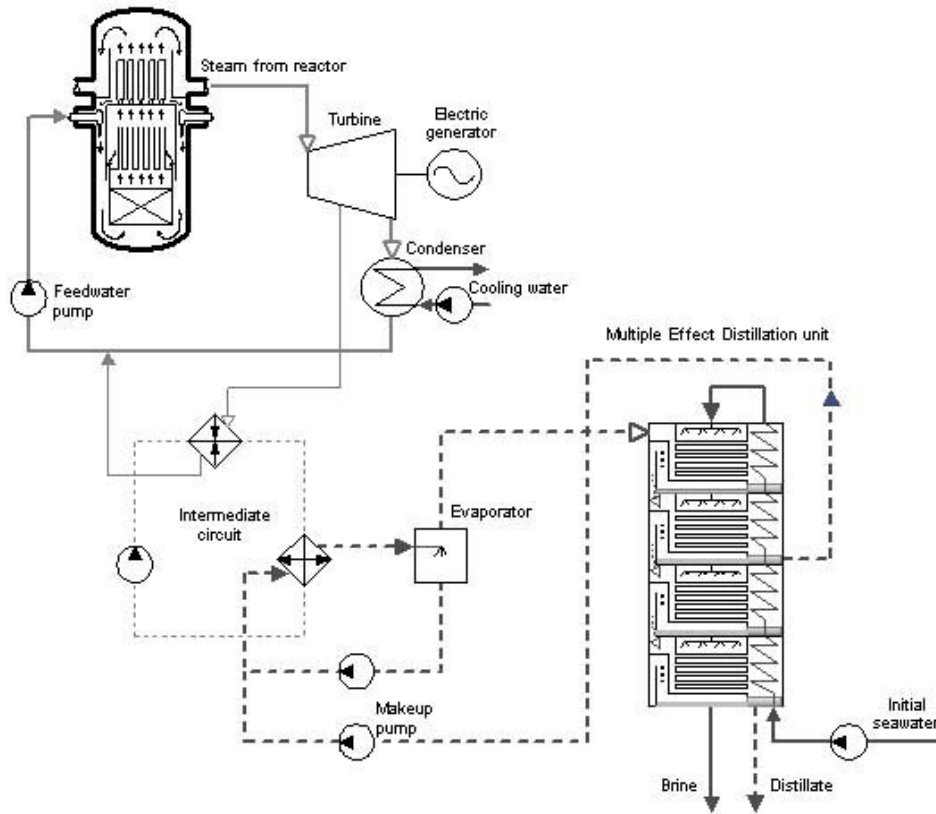 Steam from reactor
Turbine
Electric
generator
Condenser
Cooling water
Feedwater
pump
Multiple Effect Distillation unit
Intermediate
circuit
Evaporator
Makeup
pump
Initial
seawater
Brine
Distillate